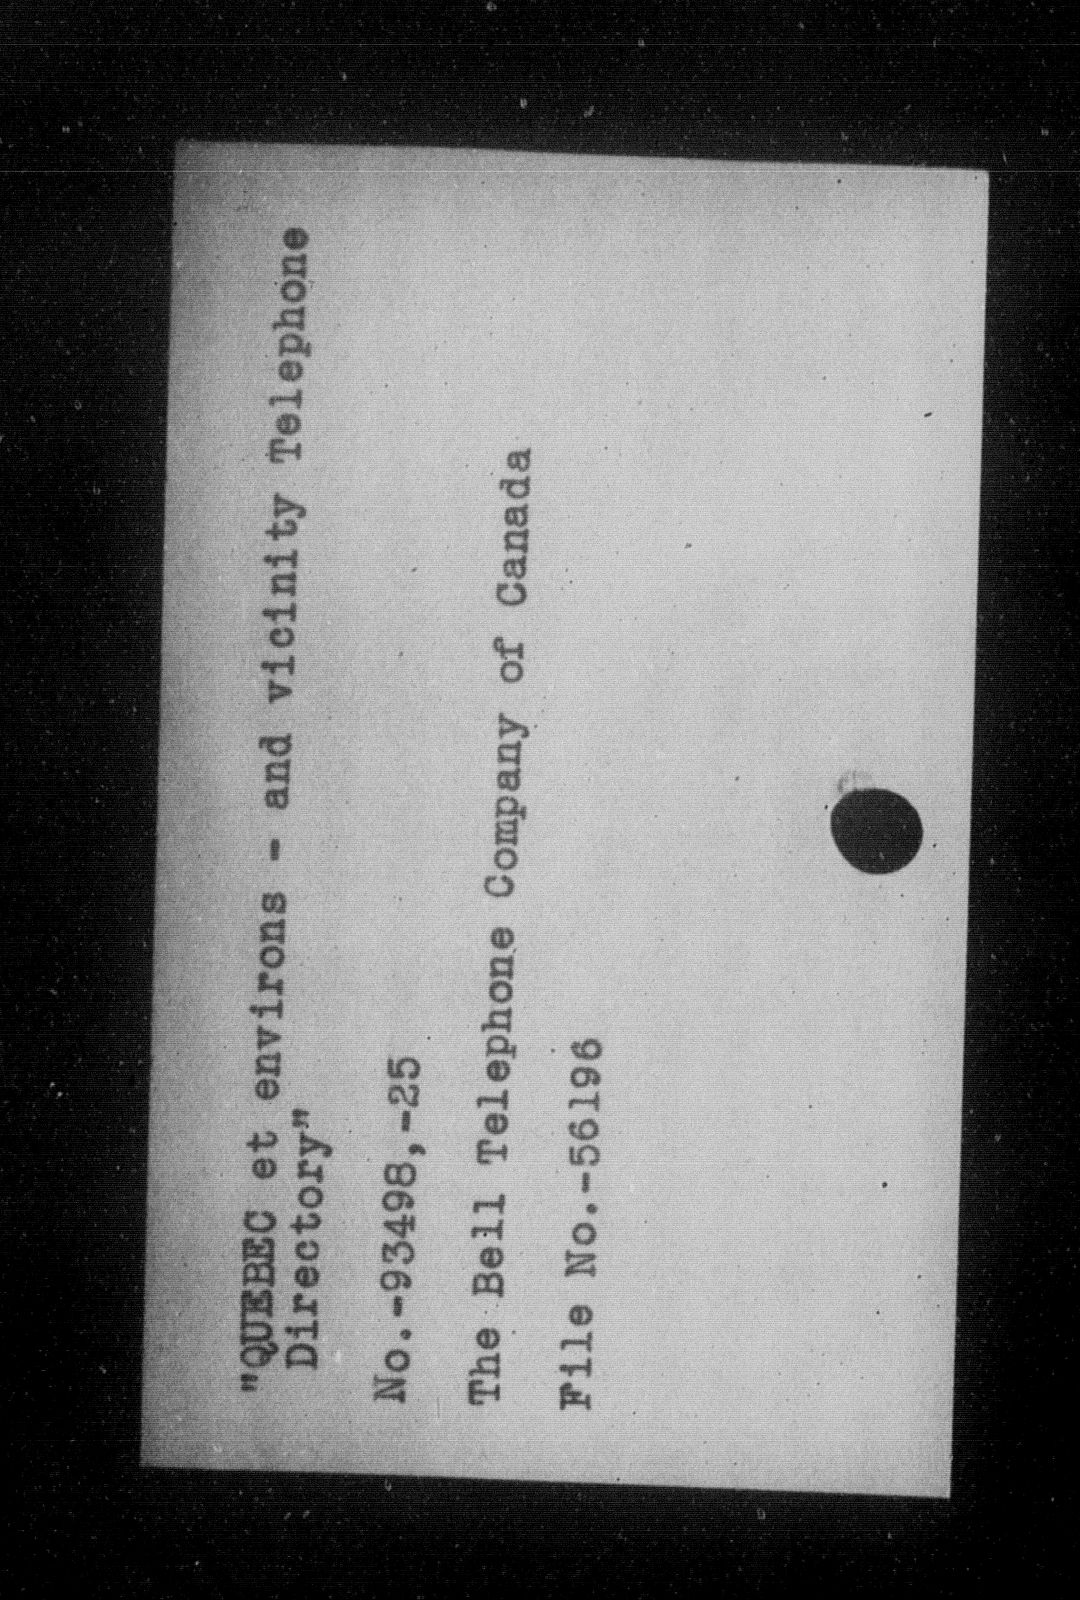 "QUEBEC et environs - and vicinity Telephone
Directory"
No.-93498,-25
The Bell Telephone Company of Canada
File No.-56196